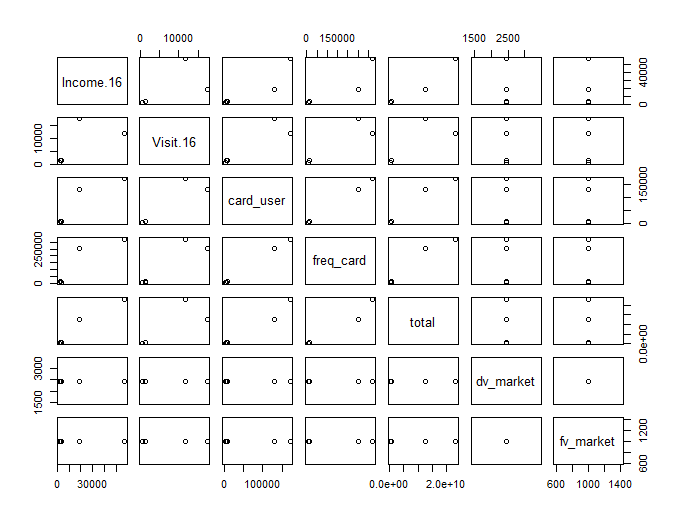 0 10000
0 150000
1500 2500
Income.16
0 40000
0 10000
Visit.16
card_user
0 150000
0 250000
freq_card
total
0.0e+00
1500 3000
dv_market
fv_market
600 1200
0 30000
0 100000
0.0e+00 2.0e+10
600 1000 1400